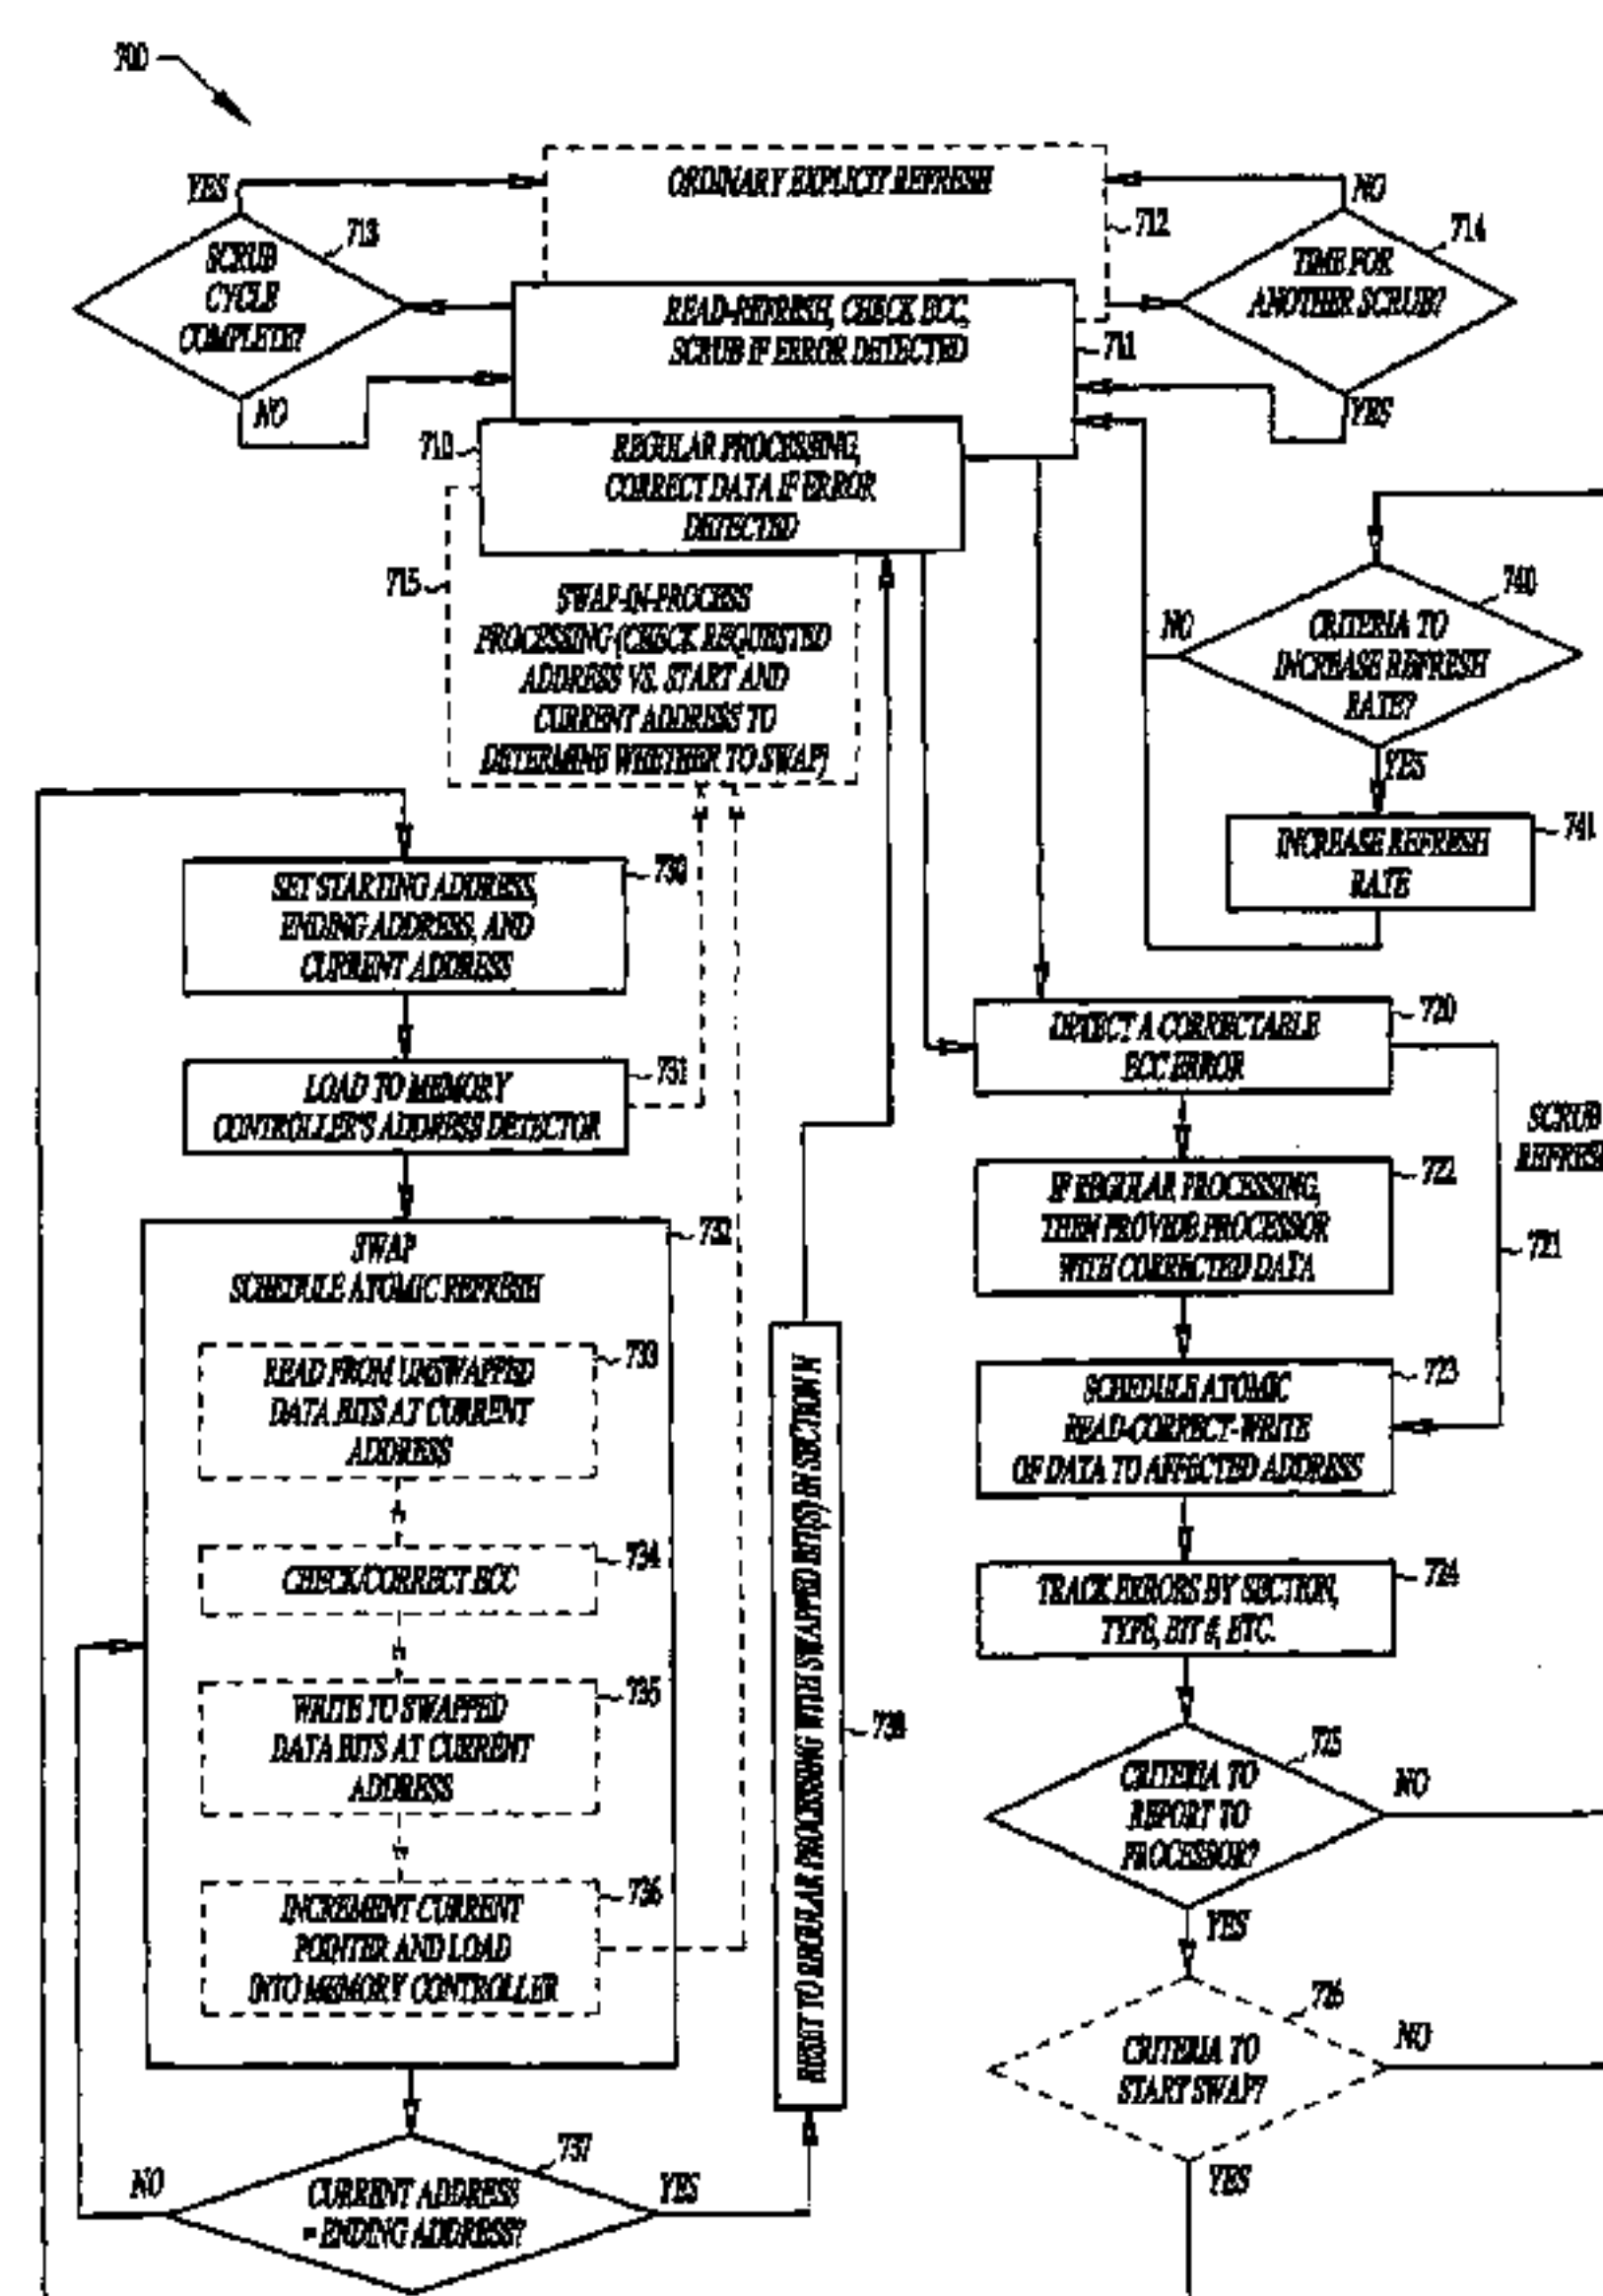 700
ORDINARY EXPLICIT REFRESH
712
YES
713
SCRUB
CYCLE
COMPLETE?
NO
NO
714
TIME FOR
ANOTHER SCRUB?
YES
READ-REFRESH, CHECK ECC,
SCRUB IF ERROR DETECTED
711
710
REGULAR PROCESSING,
CORRECT DATA IF ERROR
DETECTED
715
SWAP-IN-PROCESS
PROCESSING (CHECK REQUESTED
ADDRESS VS. START AND
CURRENT ADDRESS TO
DETERMINE WHETHER TO SWAP)
740
NO
CRITERIA TO
INCREASE REFRESH
RATE?
YES
INCREASE REFRESH
RATE
741
SET STARTING ADDRESS,
ENDING ADDRESS, AND
CURRENT ADDRESS
730
LOAD TO MEMORY
CONTROLLER'S ADDRESS DETECTOR
731
SWAP
SCHEDULE ATOMIC REFRESH
732
READ FROM UNSWAPPED
DATA BITS AT CURRENT
ADDRESS
733
CHECK/CORRECT ECC
734
WRITE TO SWAPPED
DATA BITS AT CURRENT
ADDRESS
735
INCREMENT CURRENT
POINTER AND LOAD
INTO MEMORY CONTROLLER
736
737
NO
CURRENT ADDRESS
= ENDING ADDRESS?
YES
RESET TO REGULAR PROCESSING WITH SWAPPED BIT(S) IN SECTION N
738
DETECT A CORRECTABLE
ECC ERROR
720
SCRUB
721
IF REGULAR PROCESSING,
THEN PROVIDE PROCESSOR
WITH CORRECTED DATA
722
SCHEDULE ATOMIC
READ-CORRECT-WRITE
OF DATA TO AFFECTED ADDRESS
723
TRACK ERRORS BY SECTION,
TYPE, BIT #, ETC.
724
725
CRITERIA TO
REPORT TO
PROCESSOR?
NO
YES
726
CRITERIA TO
START SWAP?
NO
YES